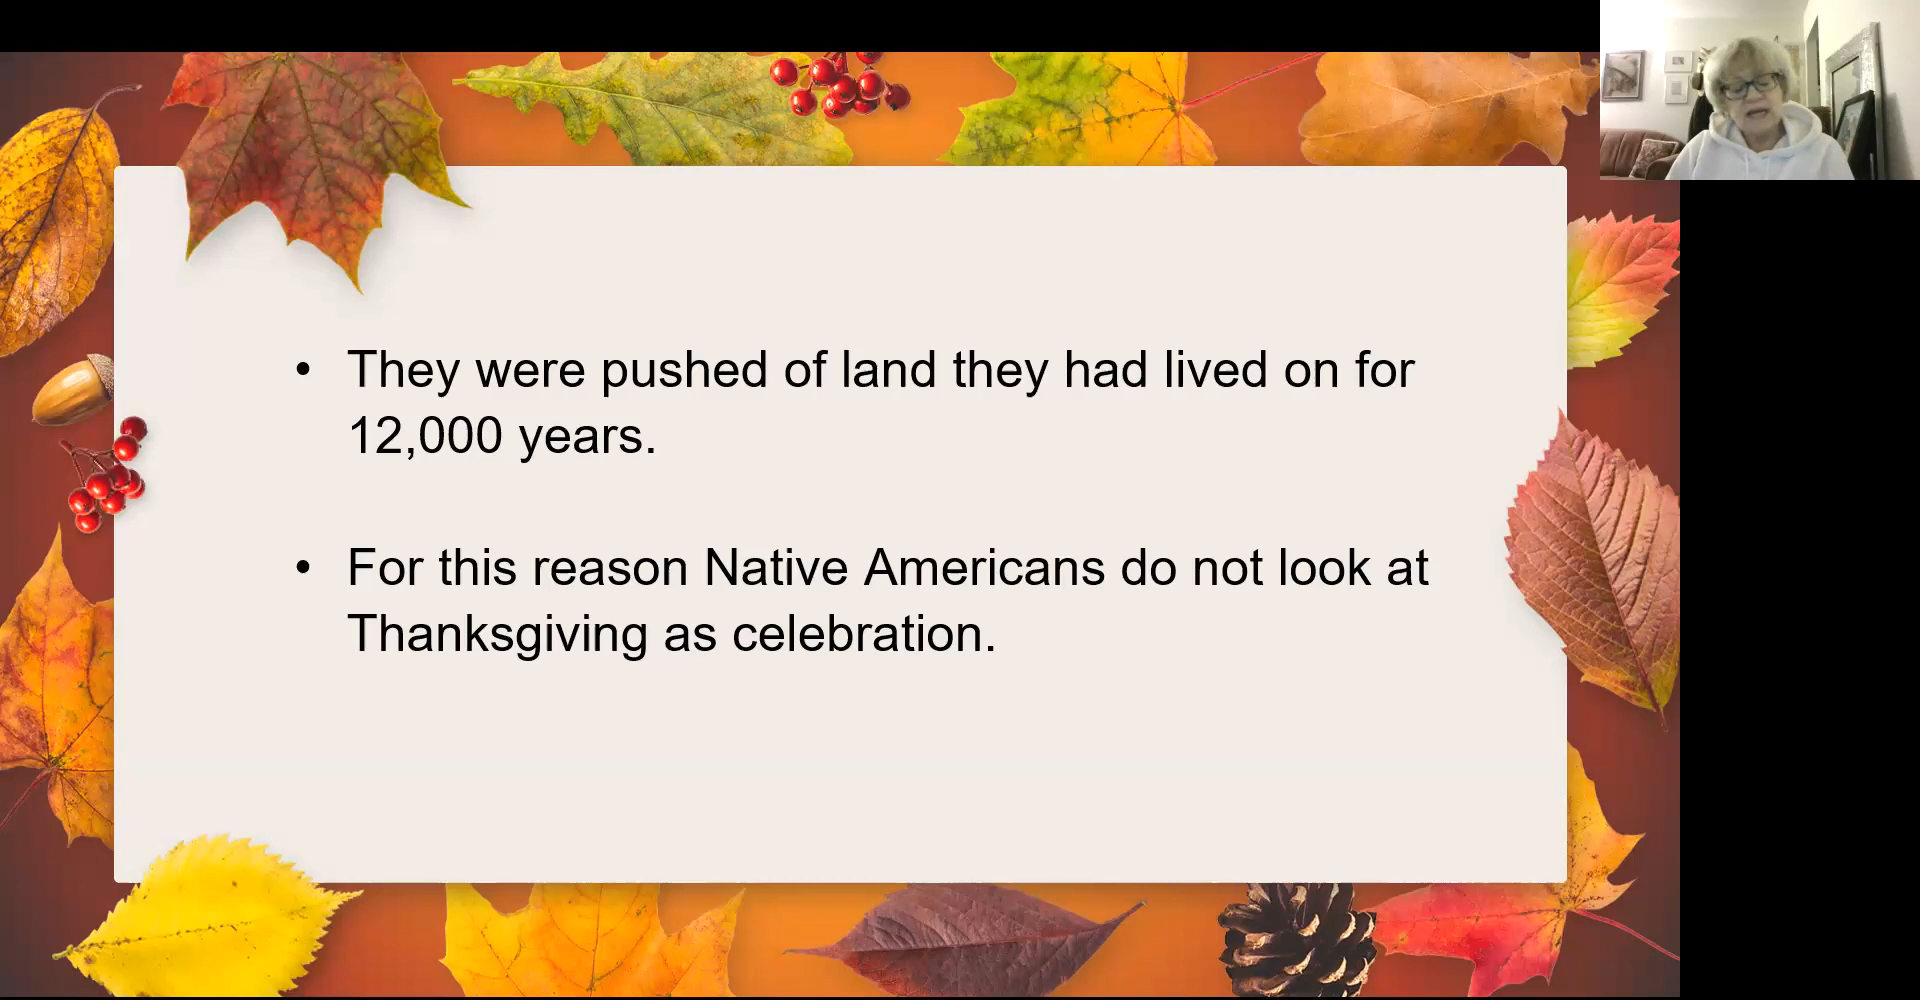 • They were pushed of land they had lived on for
12,000 years.
• For this reason Native Americans do not look at
Thanksgiving as celebration.